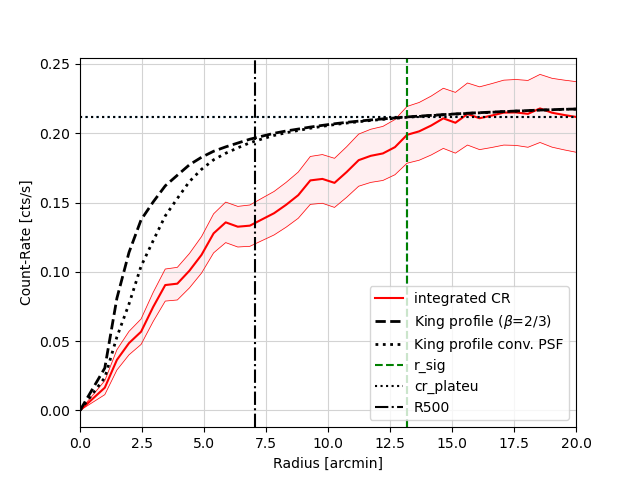 0.25
0.20
0.15
0.10
0.05
0.00
Count-Rate [cts/s]
integrated CR
King profile (β=2/3)
King profile conv. PSF
r_sig
cr_plateu
R500
0.0 2.5 5.0 7.5 10.0 12.5 15.0 17.5 20.0
Radius [arcmin]